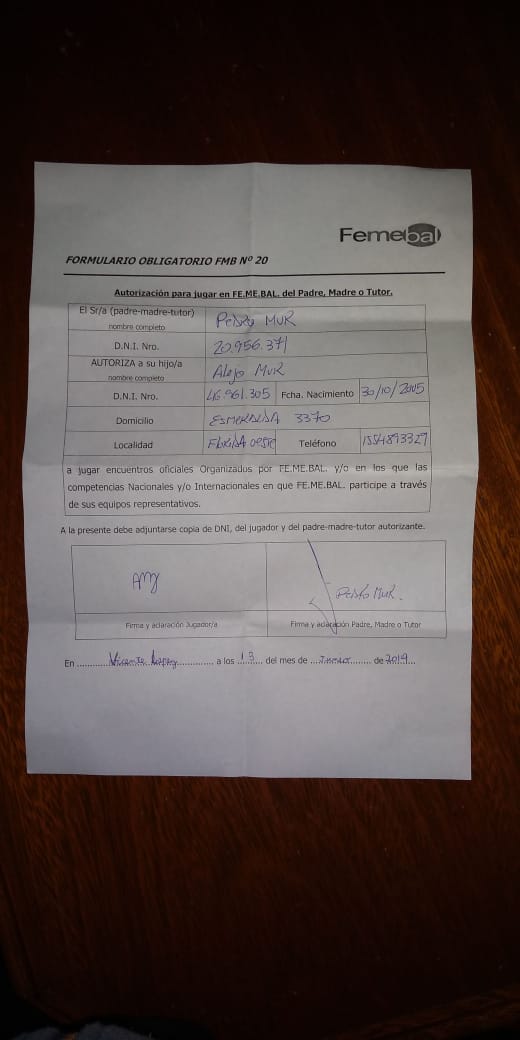 Femebal
FORMULARIO OBLIGATORIO FMB Nº 20
Autorización para jugar en FE.ME.BAL. del Padre, Madre o Tutor.
El Sr/a (padre-madre-tutor)
nombre completo
MUR
D.N.I. Nro.
20.956.371
AUTORIZA a su hijo/a
nombre completo
Alejo MUR
D.N.I. Nro.
46.961.305
Fcha. Nacimiento
30/10/2005
Domicilio
ESMERALDA 3370
Localidad
FLORIDA OESTE
Teléfono
1554893327
a jugar encuentros oficiales Organizados por FE.ME.BAL. y/o en los que las
competencias Nacionales y/o Internacionales en que FE.ME.BAL. participe a través
de sus equipos representativos.
A la presente debe adjuntarse copia de DNI, del jugador y del padre-madre-tutor autorizante.
MUR.
Firma y aclaración Jugador/a
Firma y aclaración Padre, Madre o Tutor
En Vicente Lopez a los 13 del mes de de 2019